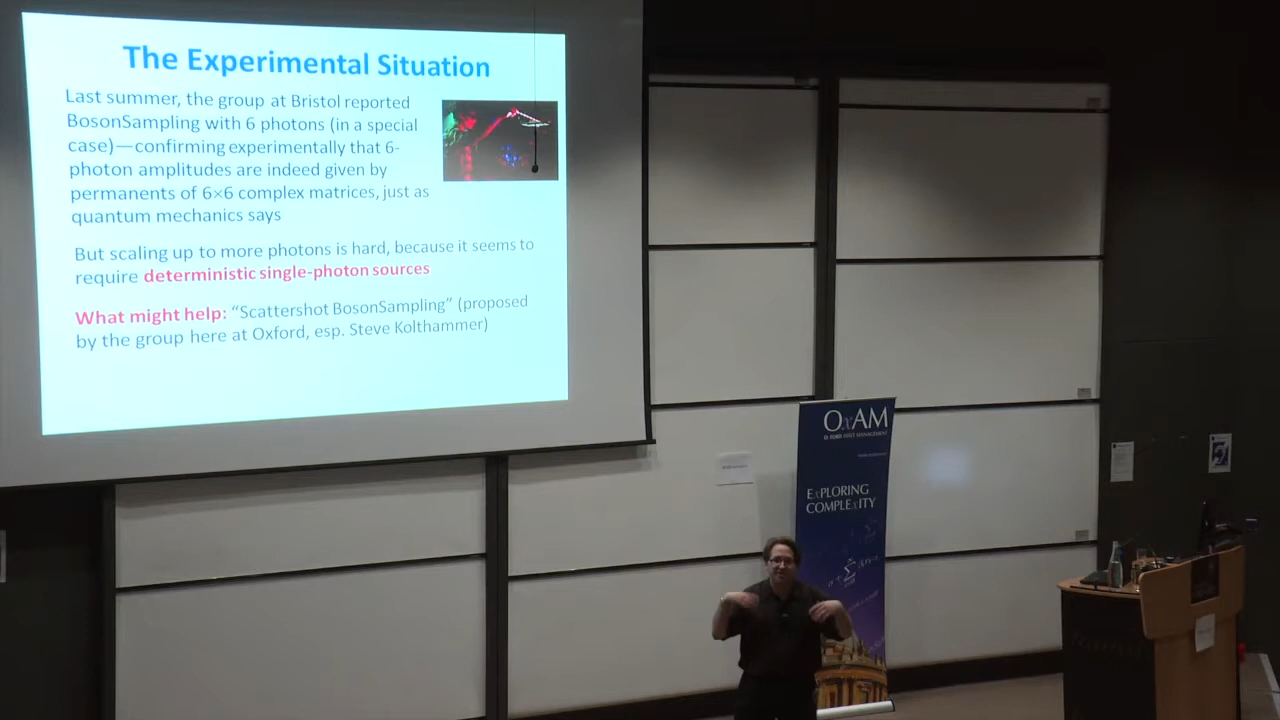 The Experimental Situation
Last summer, the group at Bristol reported
BosonSampling with 6 photons (in a special
case)—confirming experimentally that 6-
photon amplitudes are indeed given by
permanents of 6×6 complex matrices, just as
quantum mechanics says
But scaling up to more photons is hard, because it seems to
require deterministic single-photon sources
What might help: “Scattershot BosonSampling” (proposed
by the group here at Oxford, esp. Steve Kolthammer)
OxAM
EXPLORING
COMPLEXITY